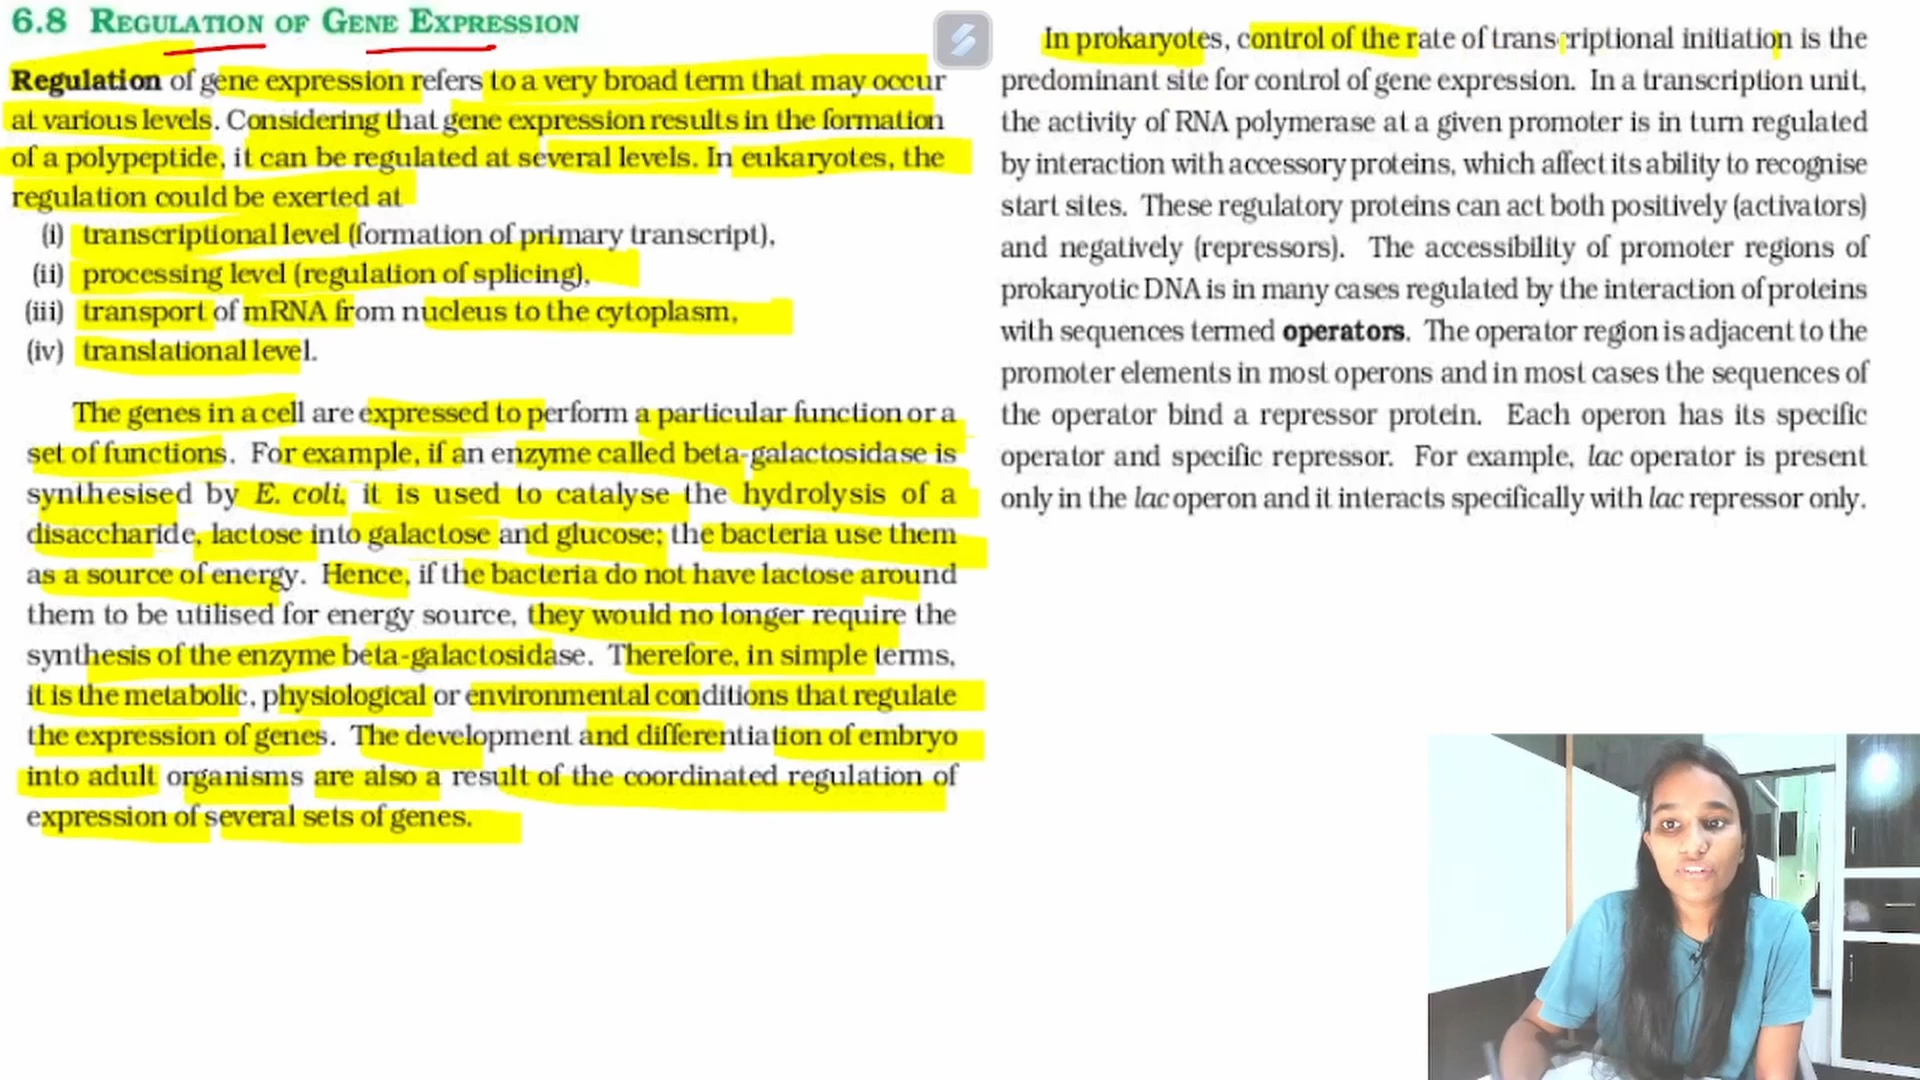 6.8 REGULATION OF GENE EXPRESSION
Regulation of gene expression refers to a very broad term that may occur
at various levels. Considering that gene expression results in the formation
of a polypeptide, it can be regulated at several levels. In eukaryotes, the
regulation could be exerted at
(i) transcriptional level (formation of primary transcript),
(ii) processing level (regulation of splicing),
(iii) transport of mRNA from nucleus to the cytoplasm,
(iv) translational level.
The genes in a cell are expressed to perform a particular function or a
set of functions. For example, if an enzyme called beta-galactosidase is
synthesised by E. coli, it is used to catalyse the hydrolysis of a
disaccharide, lactose into galactose and glucose; the bacteria use them
as a source of energy. Hence, if the bacteria do not have lactose around
them to be utilised for energy source, they would no longer require the
synthesis of the enzyme beta-galactosidase. Therefore, in simple terms,
it is the metabolic, physiological or environmental conditions that regulate
the expression of genes. The development and differentiation of embryo
into adult organisms are also a result of the coordinated regulation of
expression of several sets of genes.
In prokaryotes, control of the rate of transcriptional initiation is the
predominant site for control of gene expression. In a transcription unit,
the activity of RNA polymerase at a given promoter is in turn regulated
by interaction with accessory proteins, which affect its ability to recognise
start sites. These regulatory proteins can act both positively (activators)
and negatively (repressors). The accessibility of promoter regions of
prokaryotic DNA is in many cases regulated by the interaction of proteins
with sequences termed operators. The operator region is adjacent to the
promoter elements in most operons and in most cases the sequences of
the operator bind a repressor protein. Each operon has its specific
operator and specific repressor. For example, lac operator is present
only in the lac operon and it interacts specifically with lac repressor only.